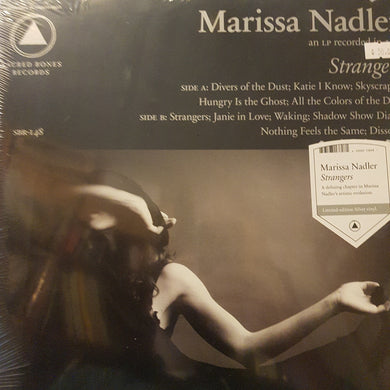 Marissa Nadler
an LP recorded in
Strange
SACRED BONES
RECORDS
SIDE A: Divers of the Dust; Katie I Know; Skyscrap
Hungry Is the Ghost; All the Colors of the D
SIDE B: Strangers; Janie in Love; Waking; Shadow Show Dia
SBR-148
Nothing Feels the Same; Disso
Marissa Nadler
Strangers
A defining chapter in Marissa
Nadler's artistic evolution.
Limited edition Silver vinyl.